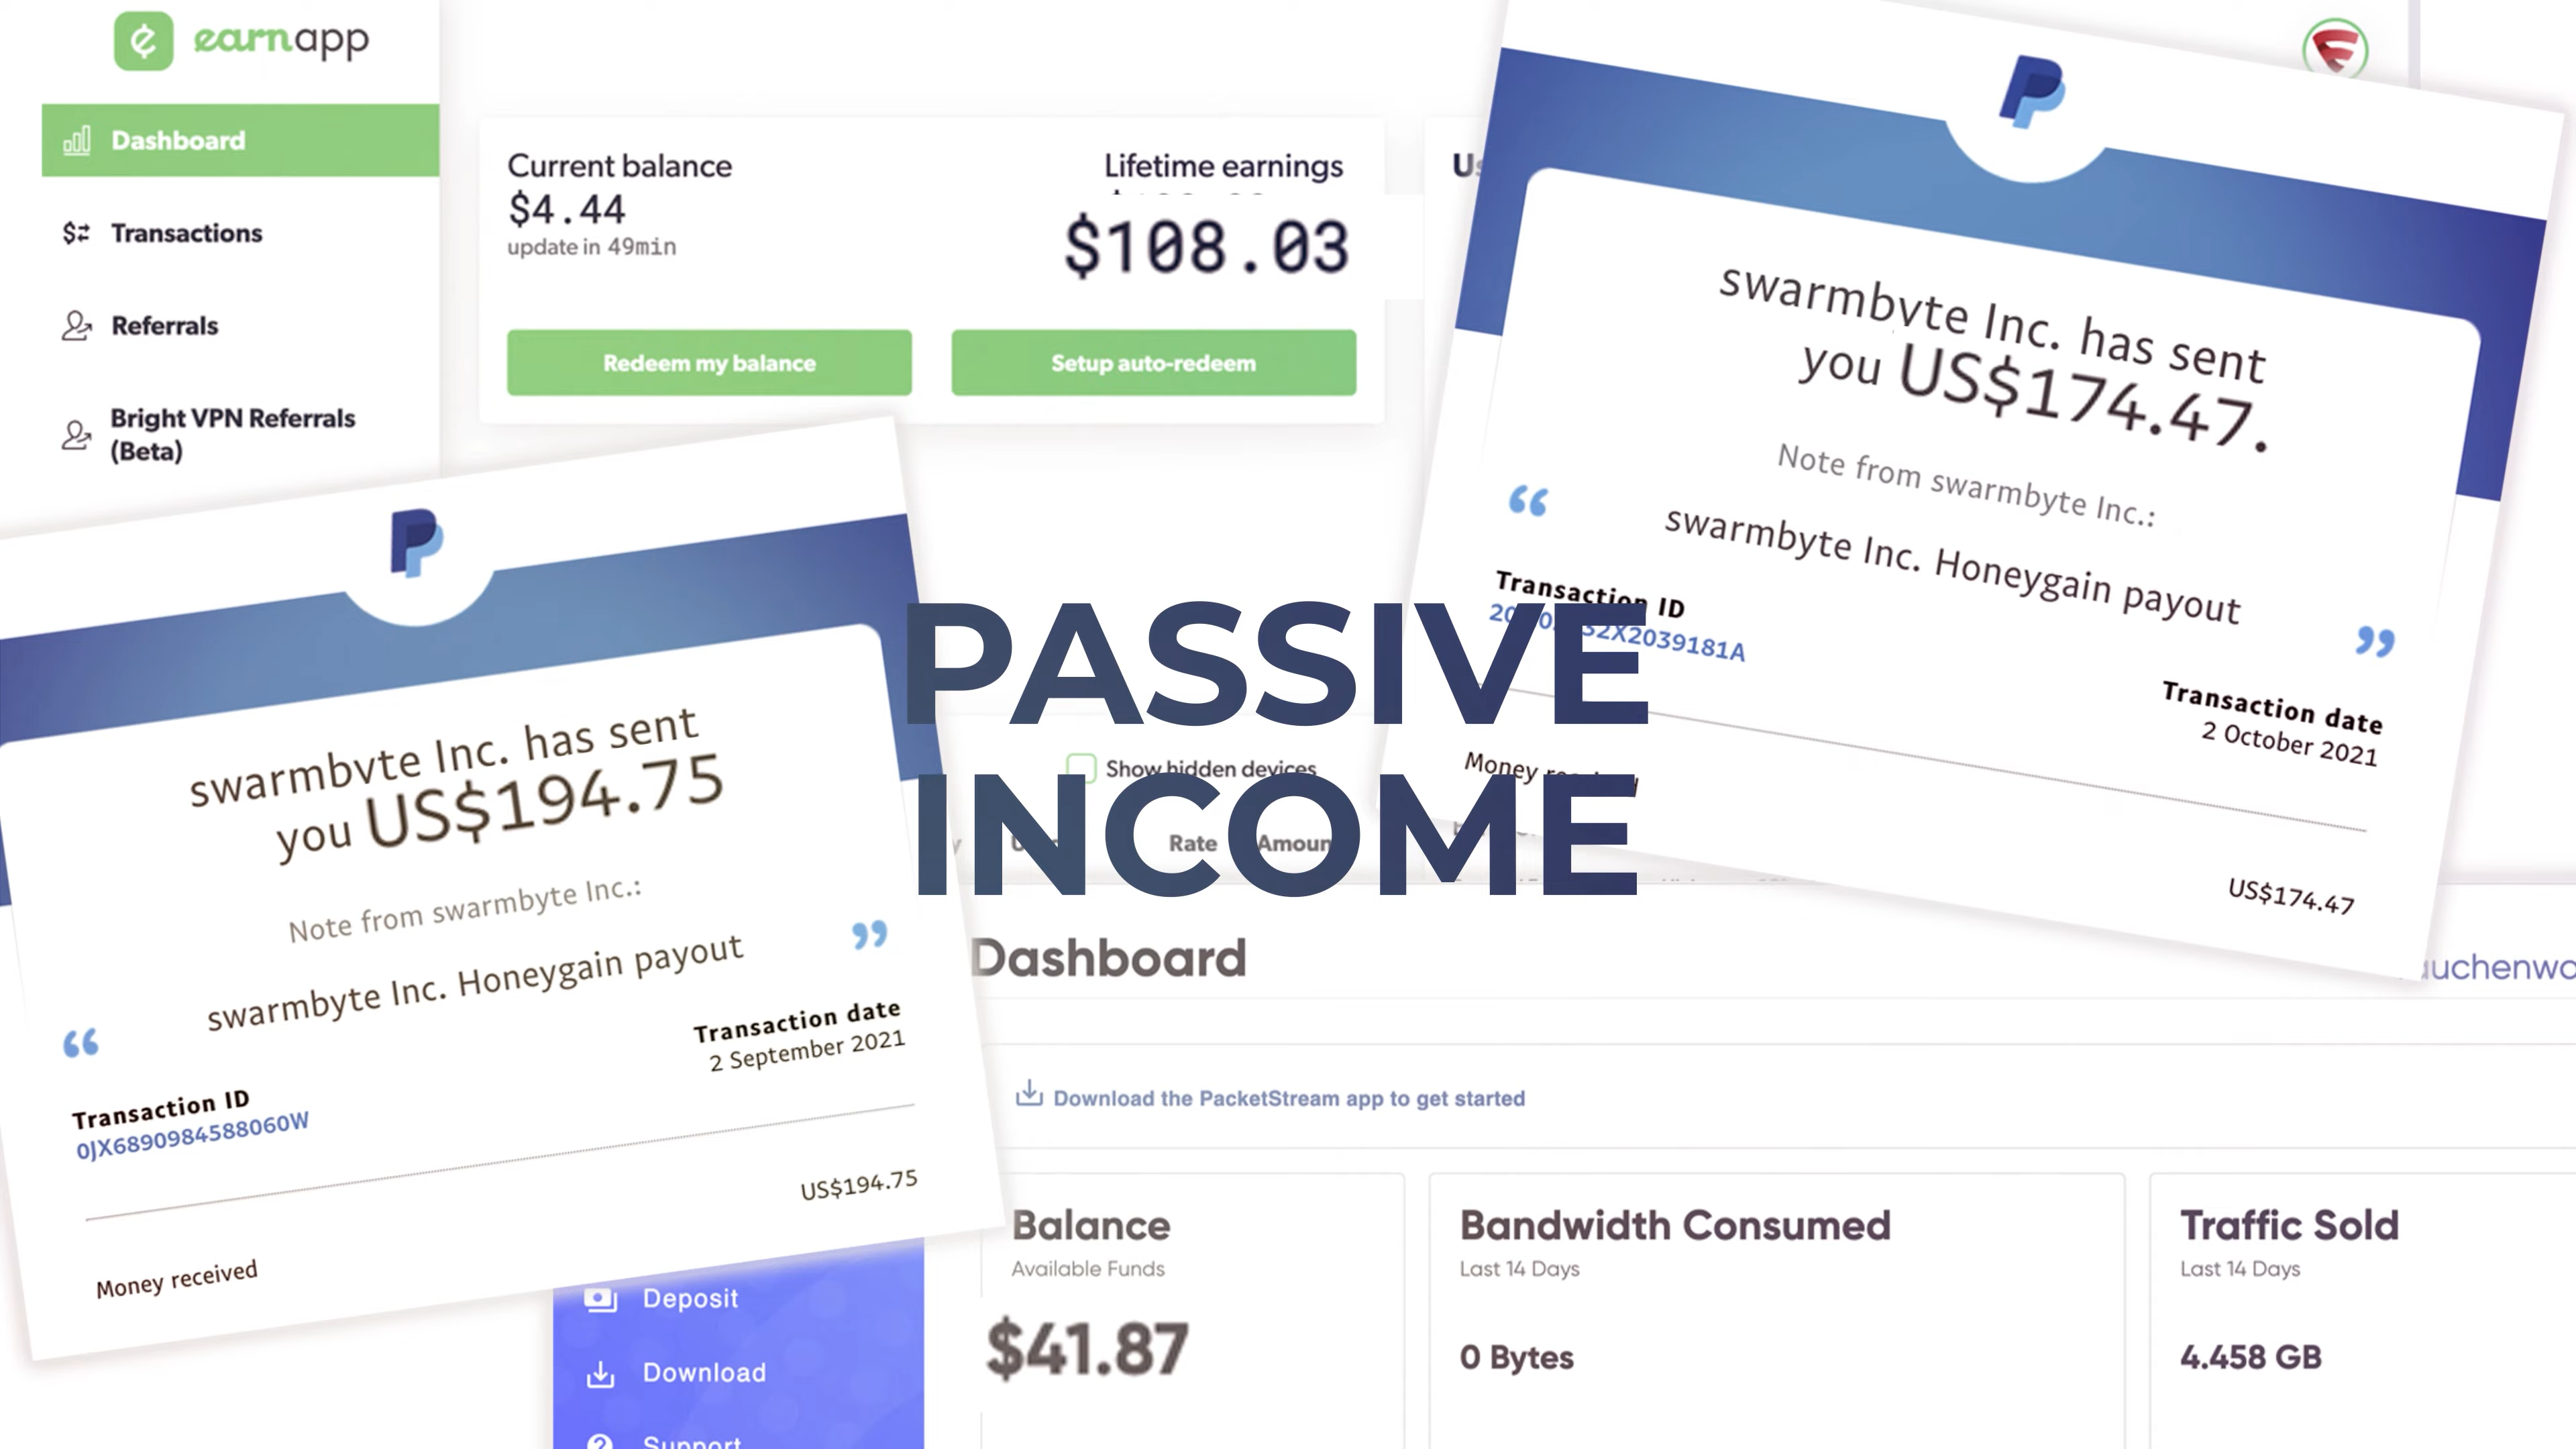 earnapp
Dashboard
Transactions
Referrals
Bright VPN Referrals
(Beta)
Current balance
$4.44
update in 49min
Lifetime earnings
$108.03
Redeem my balance
Setup auto-redeem
swarmbyte Inc. has sent
you US$174.47.
Note from swarmbyte Inc.:
“
swarmbyte Inc. Honeygain payout
”
Transaction ID
2039181A
Transaction date
2 October 2021
Money
US$174.47
swarmbyte Inc. has sent
you US$194.75
Note from swarmbyte Inc.:
“
swarmbyte Inc. Honeygain payout
”
Transaction date
2 September 2021
Transaction ID
0JX6890984588060W
US$194.75
Money received
PASSIVE
INCOME
Show hidden devices
Rate Amoun
Dashboard
auchenwa
Download the PacketStream app to get started
Balance
Available Funds
$41.87
Bandwidth Consumed
Last 14 Days
0 Bytes
Traffic Sold
Last 14 Days
4.458 GB
Deposit
Download
Support